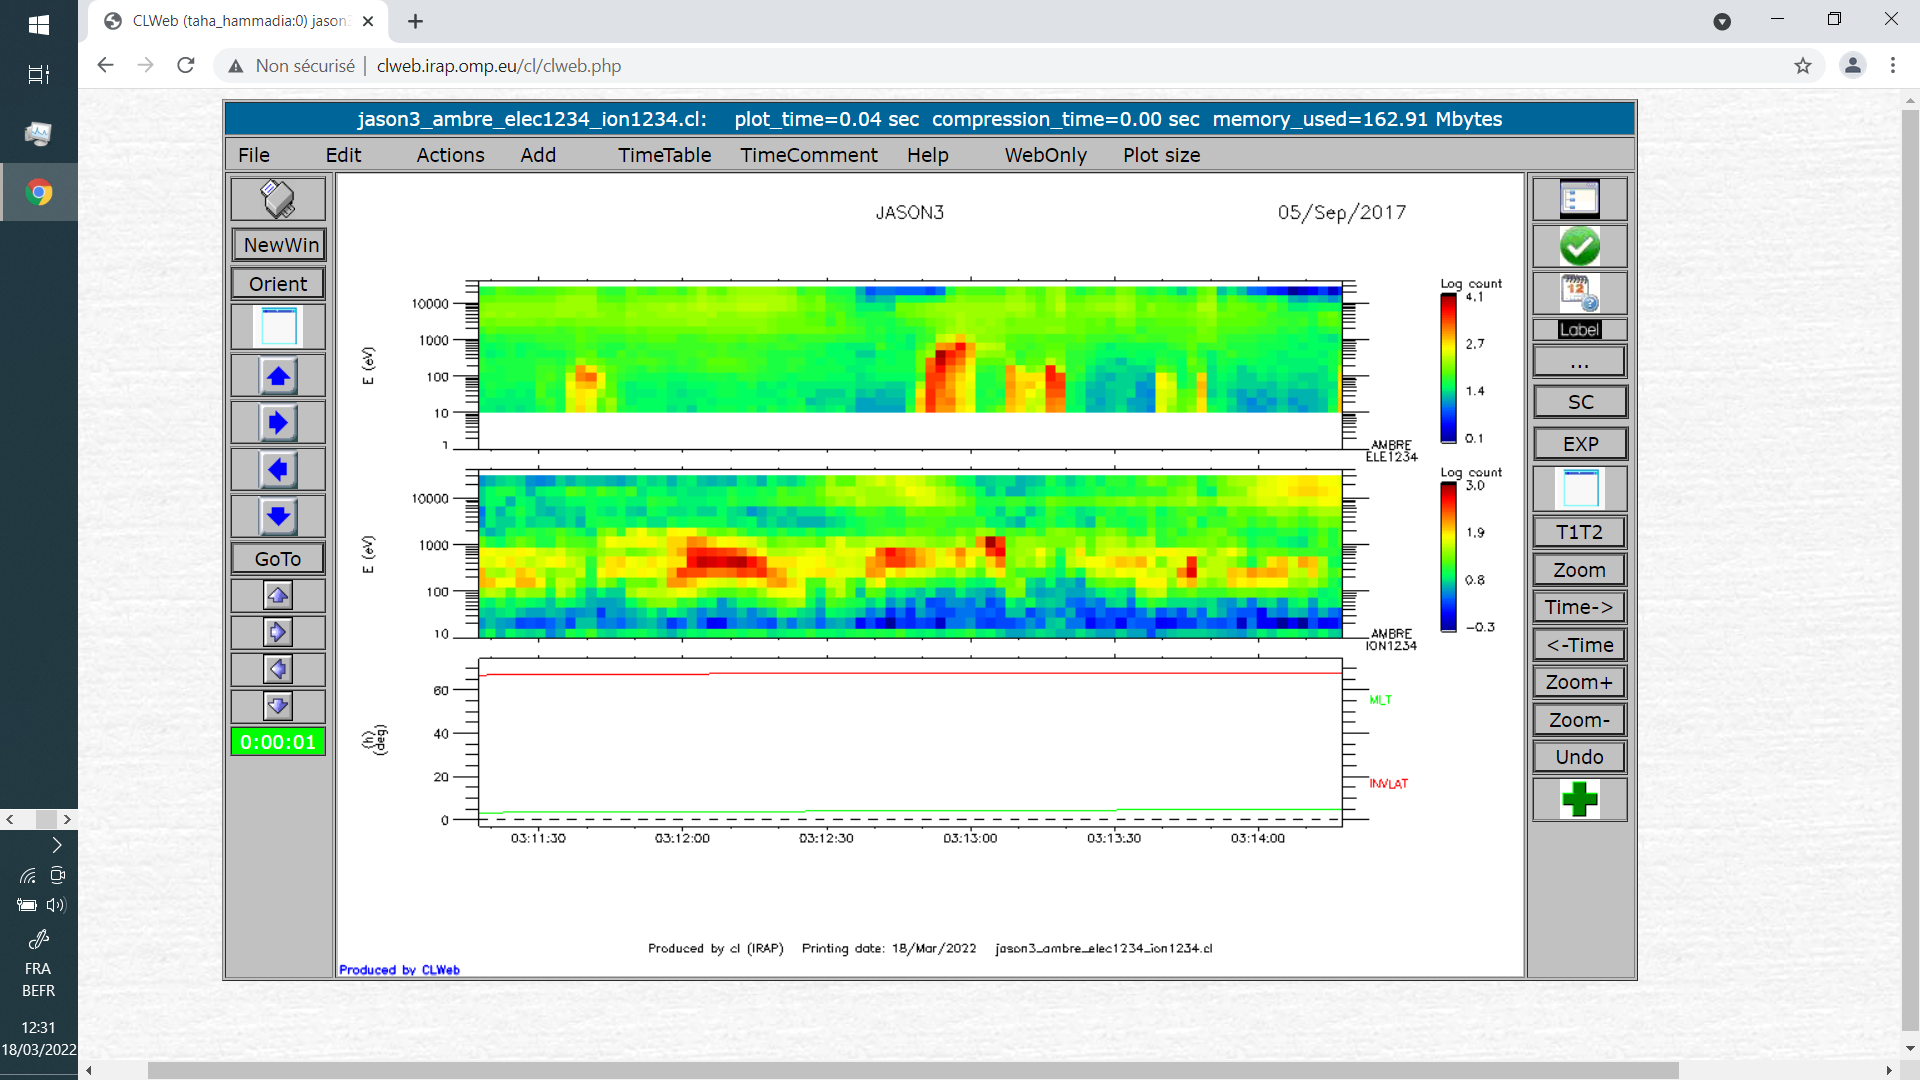 CLWeb (taha_hammadia:0) jason3
Non sécurisé | clweb.irap.omp.eu/cl/clweb.php
jason3_ambre_elec1234_ion1234.cl: plot_time=0.04 sec compression_time=0.00 sec memory_used=162.91 Mbytes
File Edit Actions Add TimeTable TimeComment Help WebOnly Plot size
NewWin
Orient
GoTo
0:00:01
JASON3 05/Sep/2017
E (eV)
10000
1000
100
10
1
AMBRE
ELE1234
Log count
4.1
2.7
1.4
0.1
E (eV)
10000
1000
100
10
AMBRE
ION1234
Log count
3.0
1.9
0.8
-0.3
(h)
(deg)
60
40
20
0
MLT
INVLAT
03:11:30 03:12:00 03:12:30 03:13:00 03:13:30 03:14:00
Produced by cl (IRAP) Printing date: 18/Mar/2022 jason3_ambre_elec1234_ion1234.cl
Produced by CLWeb
12
Label
...
SC
EXP
T1T2
Zoom
Time->
<-Time
Zoom+
Zoom-
Undo
FRA
BEFR
12:31
18/03/2022